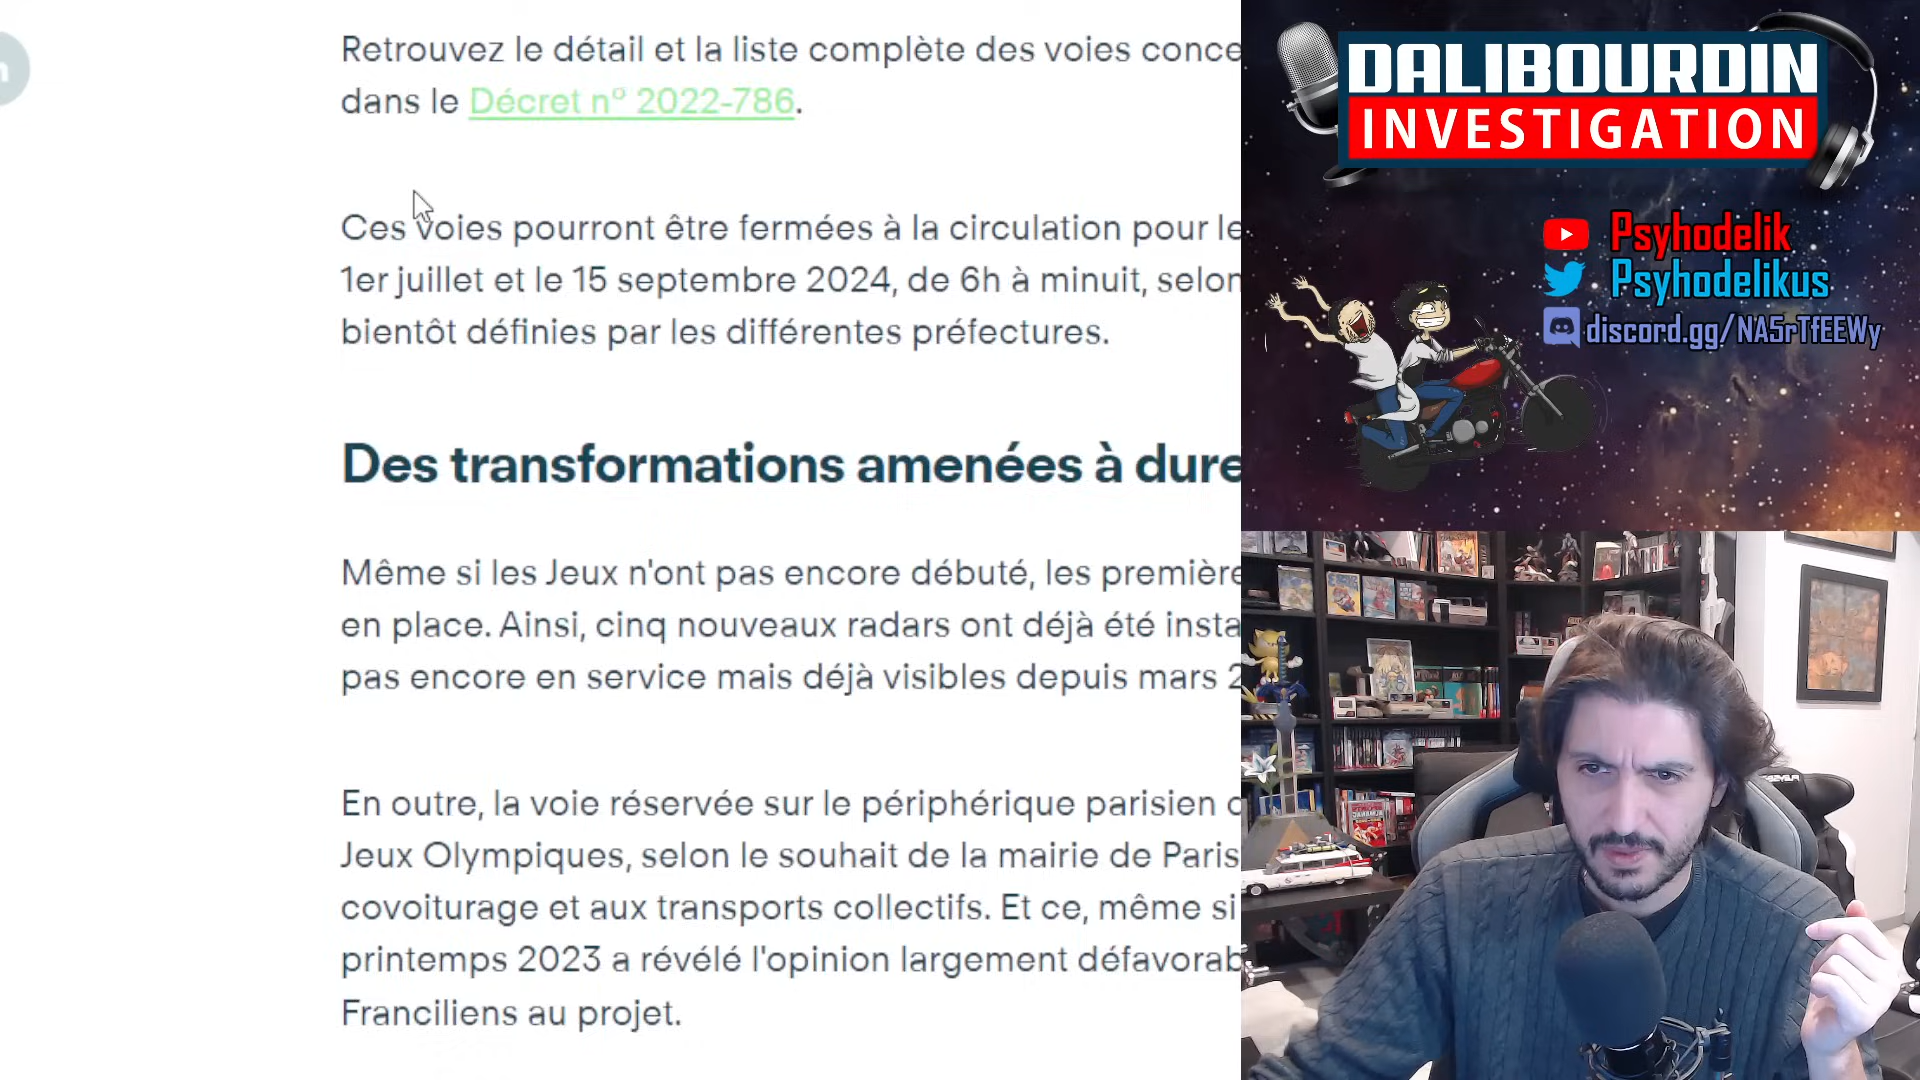 Retrouvez le détail et la liste complète des voies conce
dans le Décret n° 2022-786.
Ces voies pourront être fermées à la circulation pour le
1er juillet et le 15 septembre 2024, de 6h à minuit, selon
bientôt définies par les différentes préfectures.
Des transformations amenées à dure
Même si les Jeux n'ont pas encore débuté, les première
en place. Ainsi, cinq nouveaux radars ont déjà été insta
pas encore en service mais déjà visibles depuis mars 2
En outre, la voie réservée sur le périphérique parisien
Jeux Olympiques, selon le souhait de la mairie de Paris
covoiturage et aux transports collectifs. Et ce, même si
printemps 2023 a révélé l'opinion largement défavorab
Franciliens au projet.
DALIBOURDIN
INVESTIGATION
Psyhodelik
Psyhodelikus
discord.gg/NA5rTfEEWy